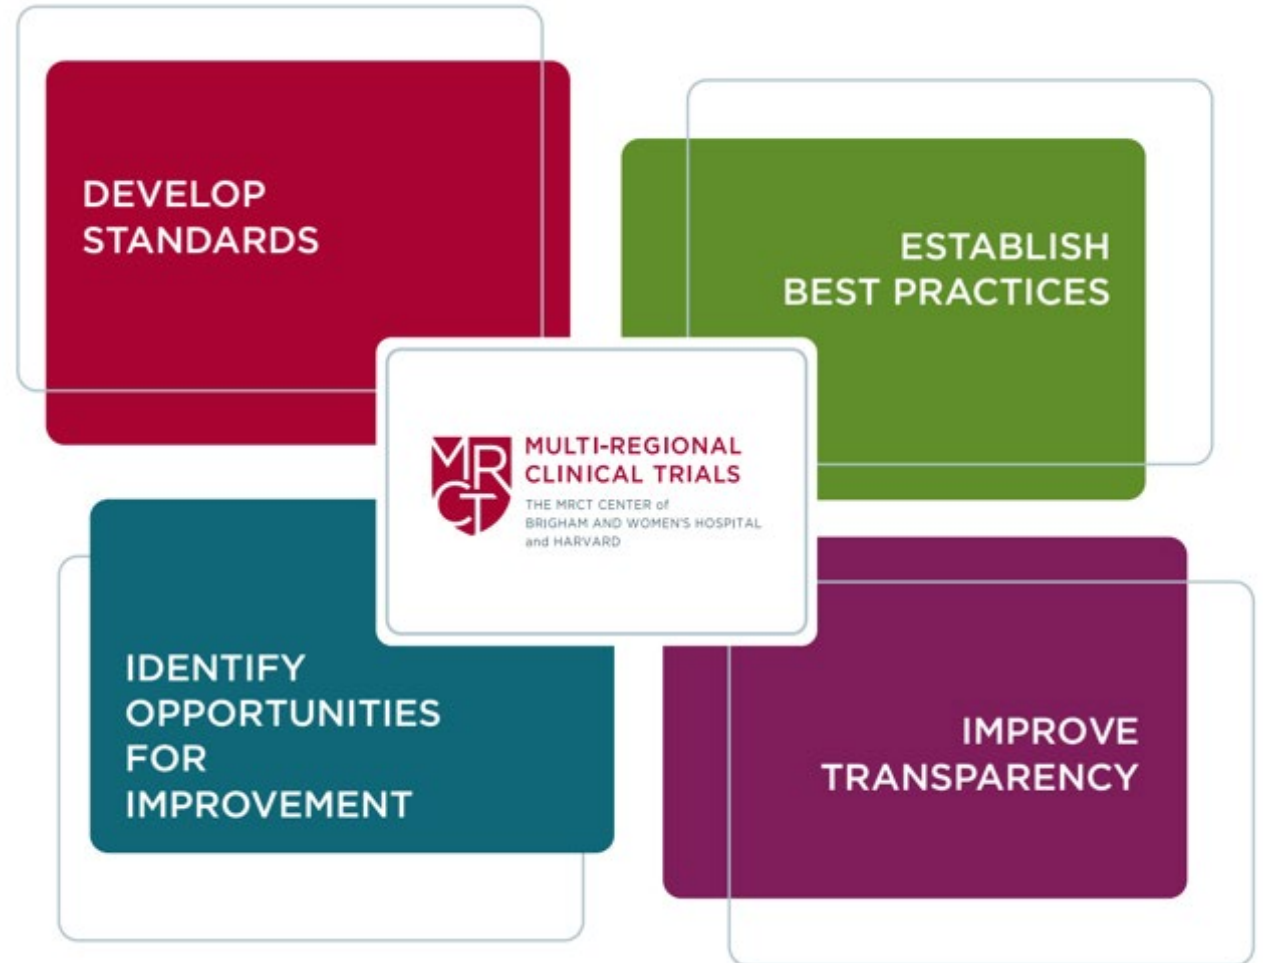 DEVELOP
STANDARDS
ESTABLISH
BEST PRACTICES
MRCT
MULTI-REGIONAL
CLINICAL TRIALS
THE MRCT CENTER of
BRIGHAM AND WOMEN'S HOSPITAL
and HARVARD
IDENTIFY
OPPORTUNITIES
FOR
IMPROVEMENT
IMPROVE
TRANSPARENCY